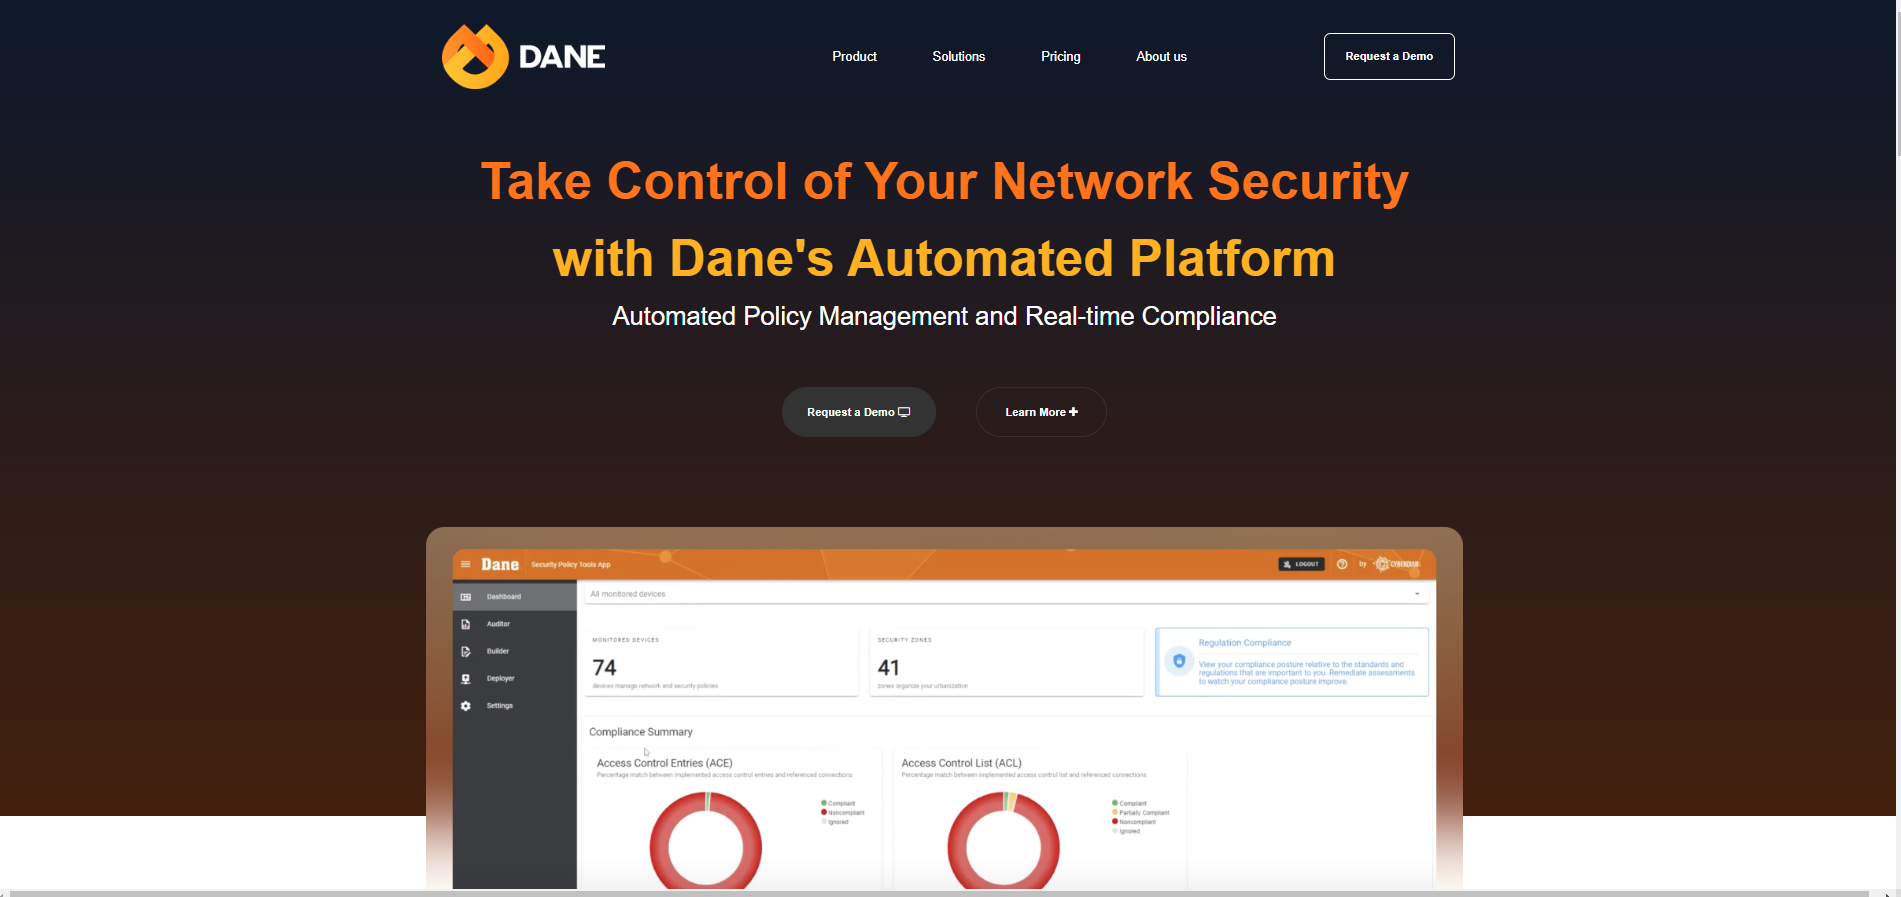 DANE
Product
Solutions
Pricing
About us
Request a Demo
Take Control of Your Network Security
with Dane's Automated Platform
Automated Policy Management and Real-time Compliance
Request a Demo
Learn More
Dane
Security Policy Tools App
LOGOUT
by
CYBERDIAN
Dashboard
Auditor
Builder
Deployer
Settings
All monitored devices
MONITORED DEVICES
74
devices manage network and security policies
SECURITY ZONES
41
zones organize your urbanization
Regulation Compliance
View your compliance posture relative to the standards and
regulations that are important to you. Remediate assessments
to watch your compliance posture improve.
Compliance Summary
Access Control Entries (ACE)
Percentage match between implemented access control entries and referenced connections
Compliant
Noncompliant
Ignored
Access Control List (ACL)
Percentage match between implemented access control list and referenced connections
Compliant
Partially Compliant
Noncompliant
Ignored